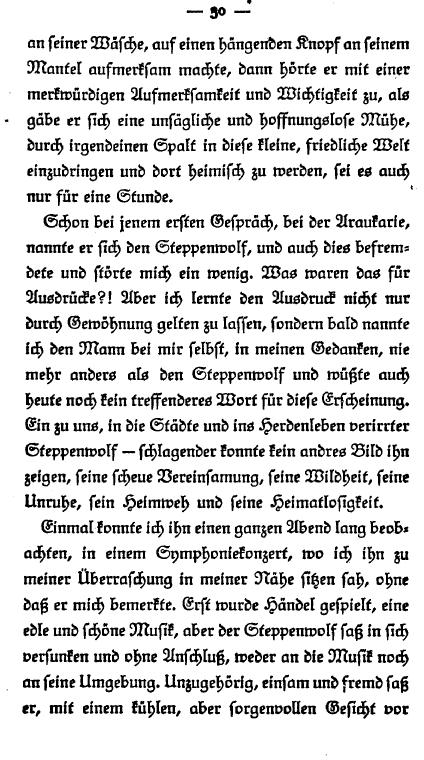 — 30 —
an seiner Wäsche, auf einen hängenden Knopf an seinem
Mantel aufmerksam machte, dann hörte er mit einer
merkwürdigen Aufmerksamkeit und Wichtigkeit zu, als
gäbe er sich eine unsägliche und hoffnungslose Mühe,
durch irgendeinen Spalt in diese kleine, friedliche Welt
einzudringen und dort heimisch zu werden, sei es auch
nur für eine Stunde.
Schon bei jenem ersten Gespräch, bei der Araukarie,
nannte er sich den Steppenwolf, und auch dies befrem-
dete und störte mich ein wenig. Was waren das für
Ausdrücke?! Aber ich lernte den Ausdruck nicht nur
durch Gewöhnung gelten zu lassen, sondern bald nannte
ich den Mann bei mir selbst, in meinen Gedanken, nie
mehr anders als den Steppenwolf und wüßte auch
heute noch kein treffenderes Wort für diese Erscheinung.
Ein zu uns, in die Städte und ins Herdenleben verirrter
Steppenwolf — schlagender konnte kein andres Bild ihn
zeigen, seine scheue Vereinsamung, seine Wildheit, seine
Unruhe, sein Heimweh und seine Heimatlosigkeit.
Einmal konnte ich ihn einen ganzen Abend lang beob-
achten, in einem Symphoniekonzert, wo ich ihn zu
meiner Überraschung in meiner Nähe sitzen sah, ohne
daß er mich bemerkte. Erst wurde Händel gespielt, eine
edle und schöne Musik, aber der Steppenwolf saß in sich
versunken und ohne Anschluß, weder an die Musik noch
an seine Umgebung. Unzugehörig, einsam und fremd saß
er, mit einem kühlen, aber sorgenvollen Gesicht vor